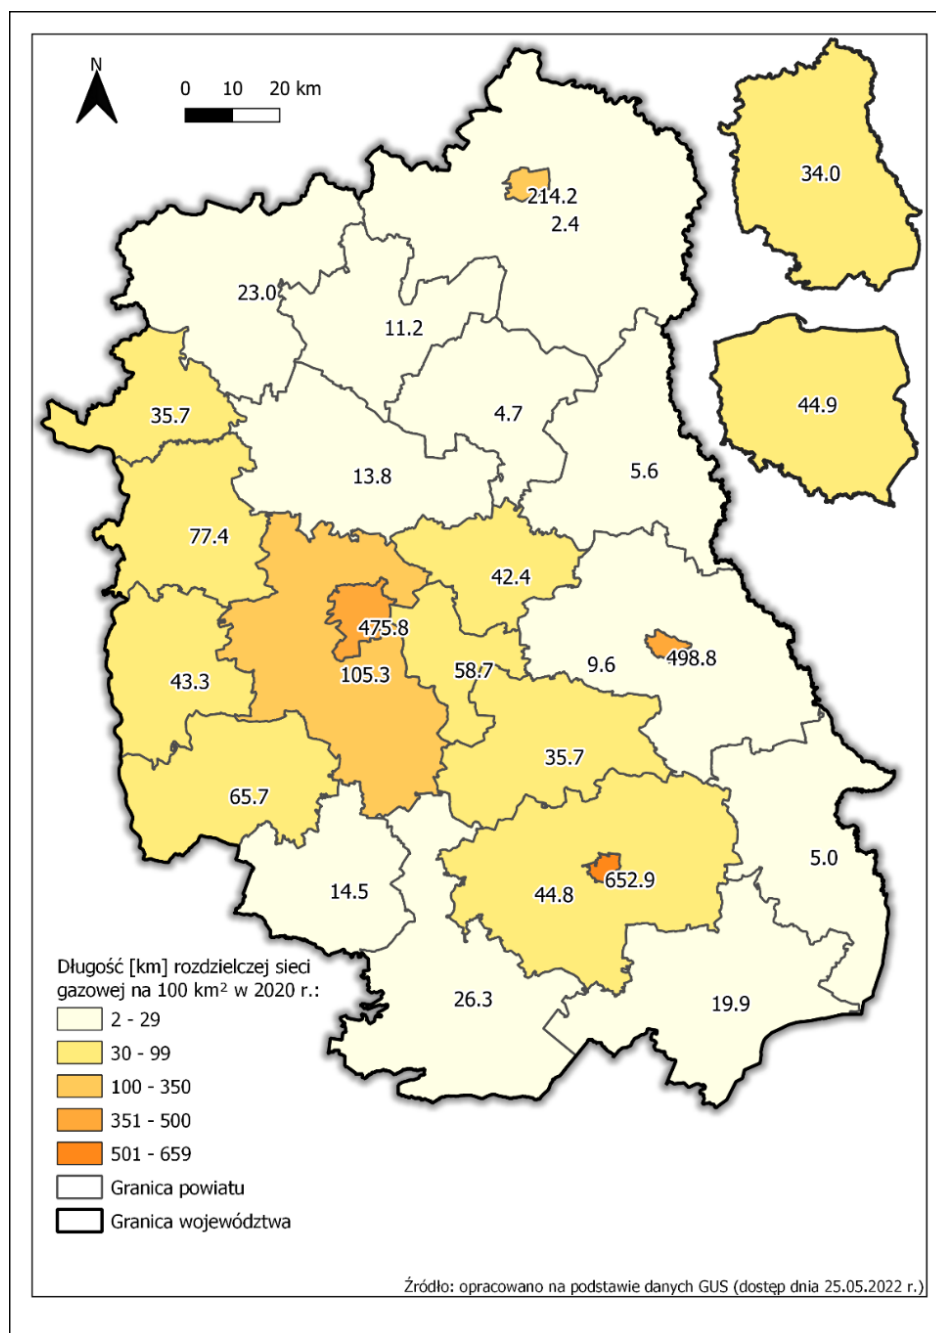 N
0 10 20 km
34.0
214.2
2.4
23.0
11.2
44.9
35.7
4.7
13.8
5.6
77.4
42.4
475.8
498.8
9.6
58.7
105.3
43.3
35.7
65.7
5.0
652.9
14.5
44.8
26.3
19.9
Długość [km] rozdzielczej sieci
gazowej na 100 km² w 2020 r.:
2 - 29
30 - 99
100 - 350
351 - 500
501 - 659
Granica powiatu
Granica województwa
Źródło: opracowano na podstawie danych GUS (dostęp dnia 25.05.2022 r.)